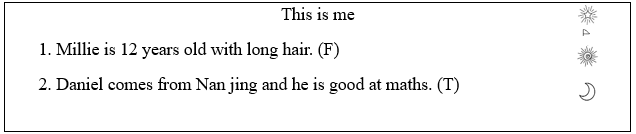 This is me
1. Millie is 12 years old with long hair. (F)
2. Daniel comes from Nan jing and he is good at maths. (T)